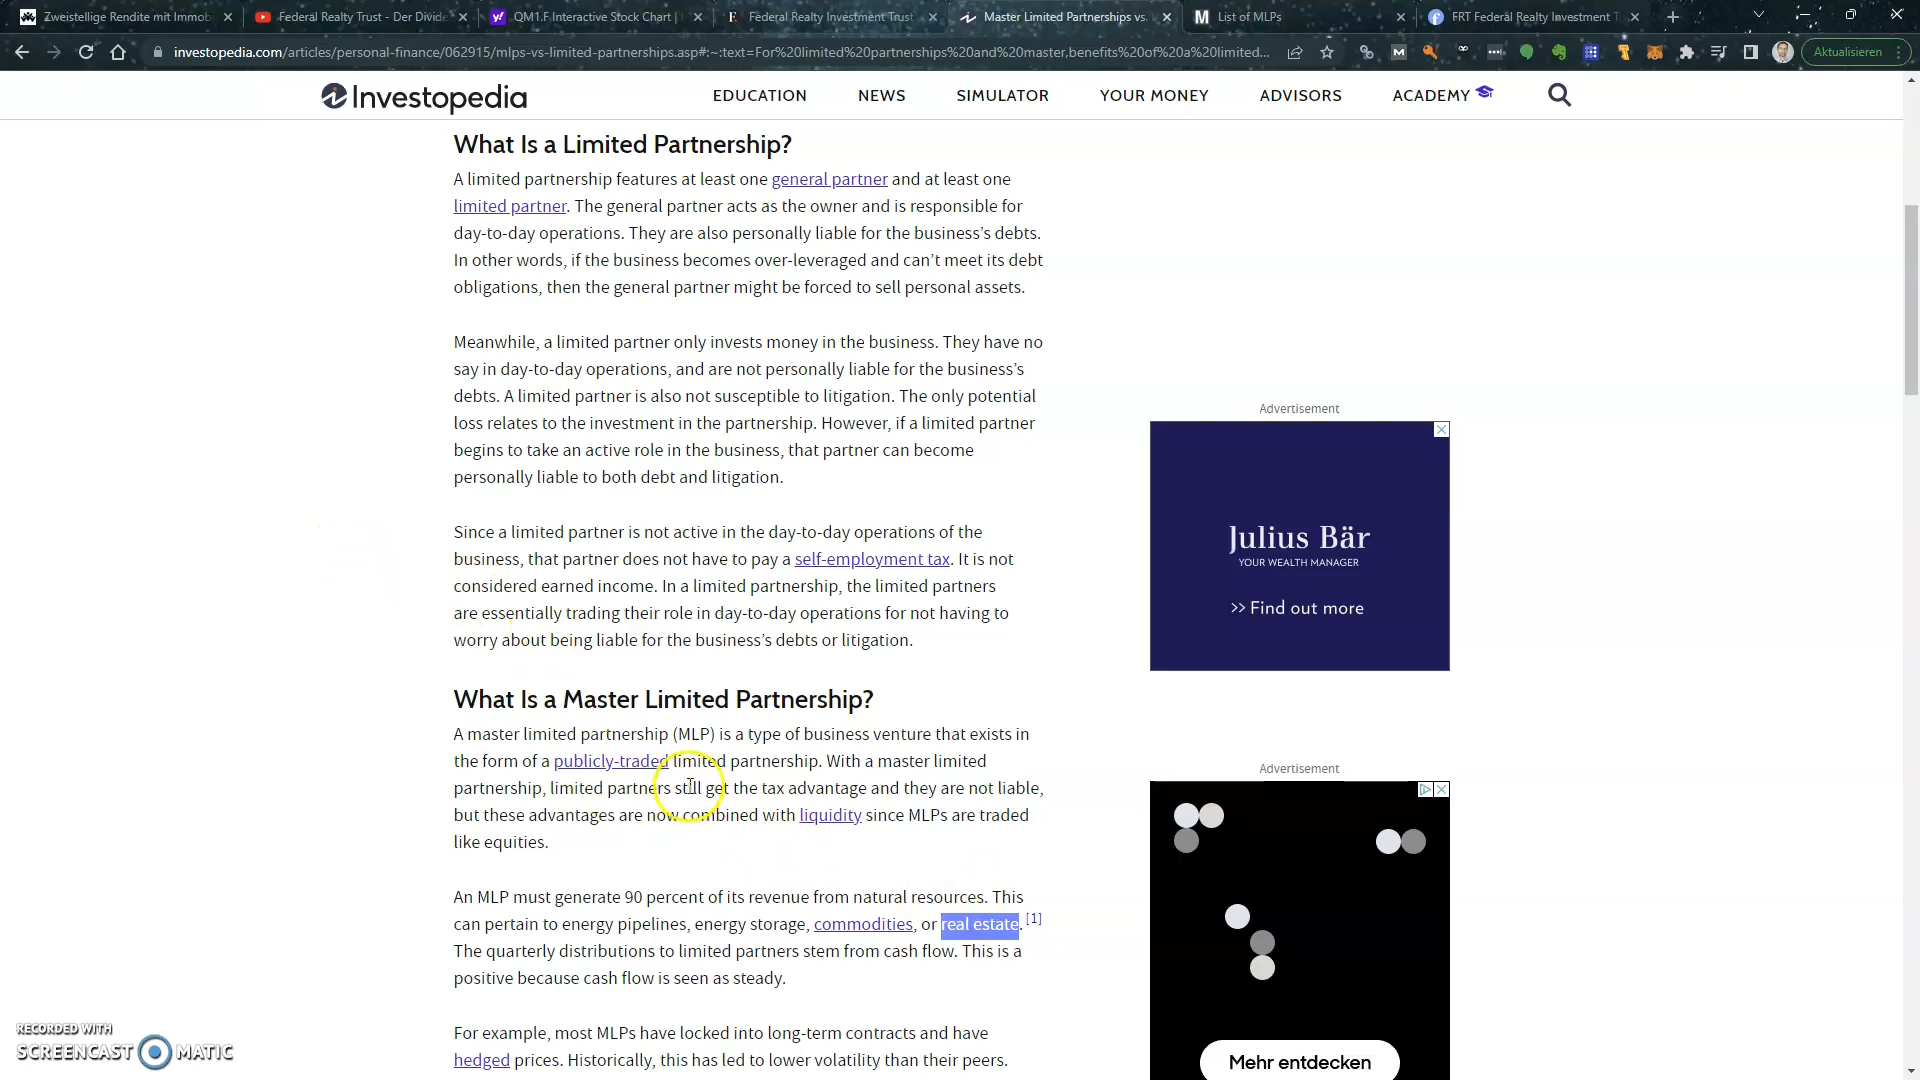 Zweistellige Rendite mit Immob
Federal Realty Trust - Der Divide
QM1.F Interactive Stock Chart |
Federal Realty Investment Trust
Master Limited Partnerships vs.
List of MLPs
FRT Federal Realty Investment T
investopedia.com/articles/personal-finance/062915/mlps-vs-limited-partnerships.asp#:~:text=For%20limited%20partnerships%20and%20master,benefits%20of%20a%20limited...
Aktualisieren
Investopedia
EDUCATION
NEWS
SIMULATOR
YOUR MONEY
ADVISORS
ACADEMY
What Is a Limited Partnership?
A limited partnership features at least one general partner and at least one
limited partner. The general partner acts as the owner and is responsible for
day-to-day operations. They are also personally liable for the business’s debts.
In other words, if the business becomes over-leveraged and can’t meet its debt
obligations, then the general partner might be forced to sell personal assets.
Meanwhile, a limited partner only invests money in the business. They have no
say in day-to-day operations, and are not personally liable for the business’s
debts. A limited partner is also not susceptible to litigation. The only potential
loss relates to the investment in the partnership. However, if a limited partner
begins to take an active role in the business, that partner can become
personally liable to both debt and litigation.
Since a limited partner is not active in the day-to-day operations of the
business, that partner does not have to pay a self-employment tax. It is not
considered earned income. In a limited partnership, the limited partners
are essentially trading their role in day-to-day operations for not having to
worry about being liable for the business’s debts or litigation.
What Is a Master Limited Partnership?
A master limited partnership (MLP) is a type of business venture that exists in
the form of a publicly-traded limited partnership. With a master limited
partnership, limited partners still get the tax advantage and they are not liable,
but these advantages are now combined with liquidity since MLPs are traded
like equities.
An MLP must generate 90 percent of its revenue from natural resources. This
can pertain to energy pipelines, energy storage, commodities, or real estate. [1]
The quarterly distributions to limited partners stem from cash flow. This is a
positive because cash flow is seen as steady.
For example, most MLPs have locked into long-term contracts and have
hedged prices. Historically, this has led to lower volatility than their peers.
Advertisement
Julius Bär
YOUR WEALTH MANAGER
>> Find out more
Advertisement
Mehr entdecken
RECORDED WITH
SCREENCAST MATIC